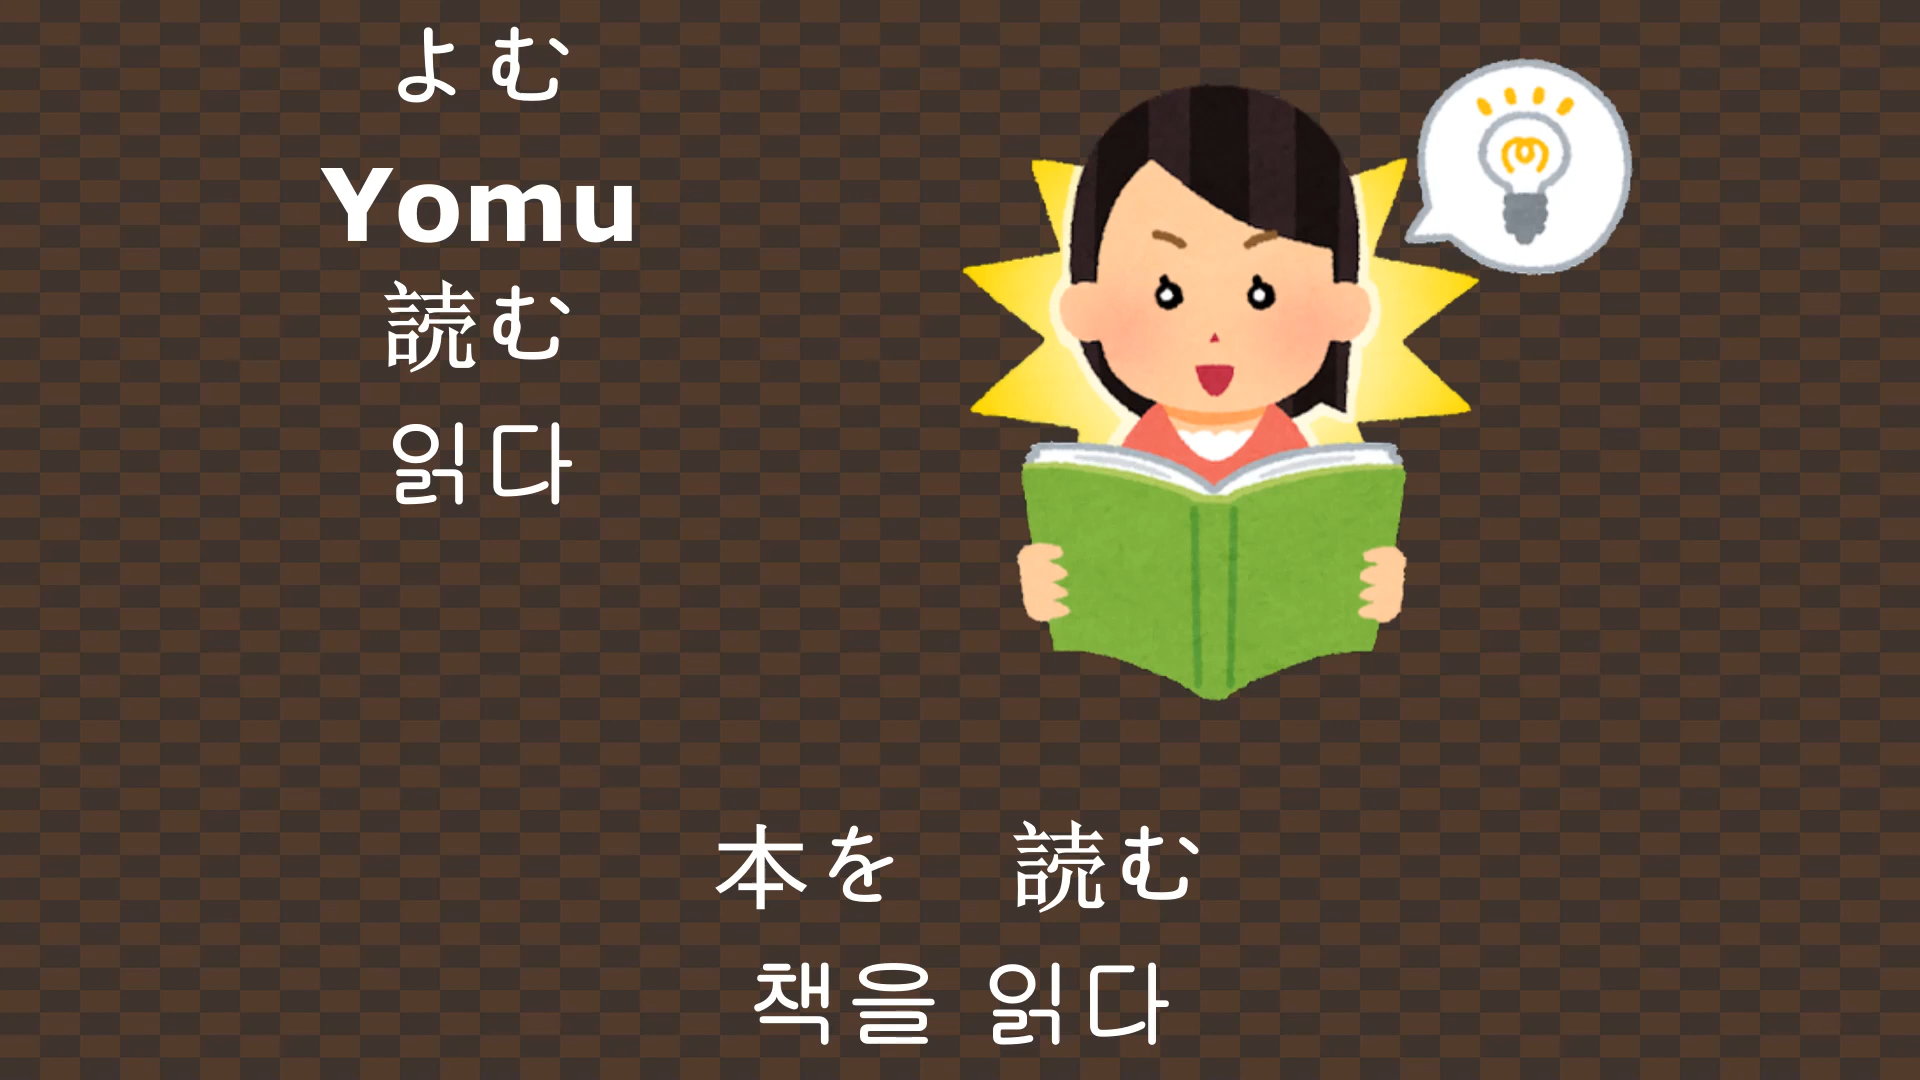 よむ
Yomu
読む
읽다
本を　読む
책을 읽다